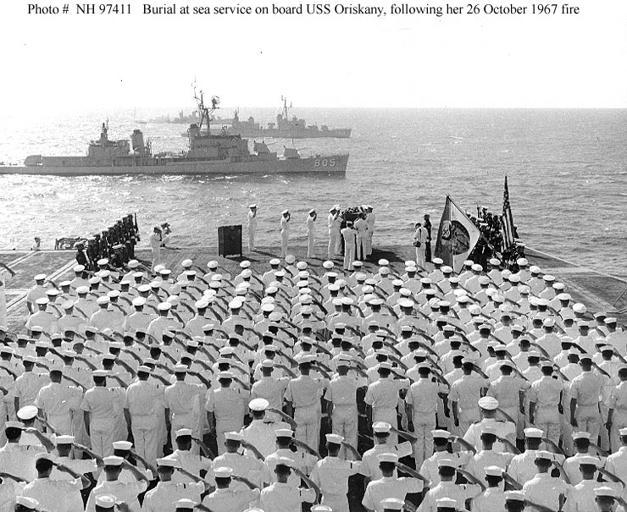 Photo #  NH 97411   Burial at sea service on board USS Oriskany, following her 26 October 1967 fire
805